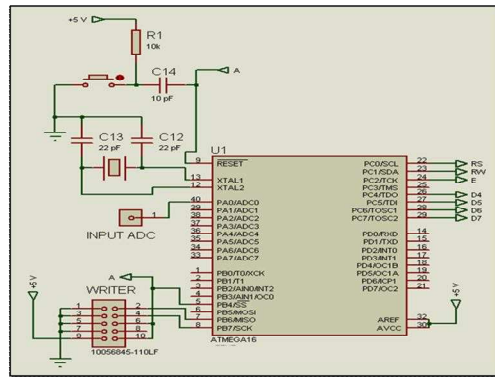 +5 V
R1
10k
C14
10 pF
A
C13
22 pF
C12
22 pF
U1
9 RESET
13 XTAL1
12 XTAL2
40 PA0/ADC0
39 PA1/ADC1
38 PA2/ADC2
37 PA3/ADC3
36 PA4/ADC4
35 PA5/ADC5
34 PA6/ADC6
33 PA7/ADC7
1 PB0/T0/XCK
2 PB1/T1
3 PB2/AIN0/INT2
4 PB3/AIN1/OC0
5 PB4/SS
6 PB5/MOSI
7 PB6/MISO
8 PB7/SCK
ATMEGA16
PC0/SCL 22 RS
PC1/SDA 23 RW
PC2/TCK 24 E
PC3/TMS 25
PC4/TDO 26 D4
PC5/TDI 27 D5
PC6/TOSC1 28 D6
PC7/TOSC2 29 D7
PD0/RXD 14
PD1/TXD 15
PD2/INT0 16
PD3/INT1 17
PD4/OC1B 18
PD5/OC1A 19
PD6/ICP1 20
PD7/OC2 21
AREF 32
AVCC 30
+5 V
1
INPUT ADC
A
+5 V
WRITER
1 2
3 4
5 6
7 8
9 10
10056845-110LF